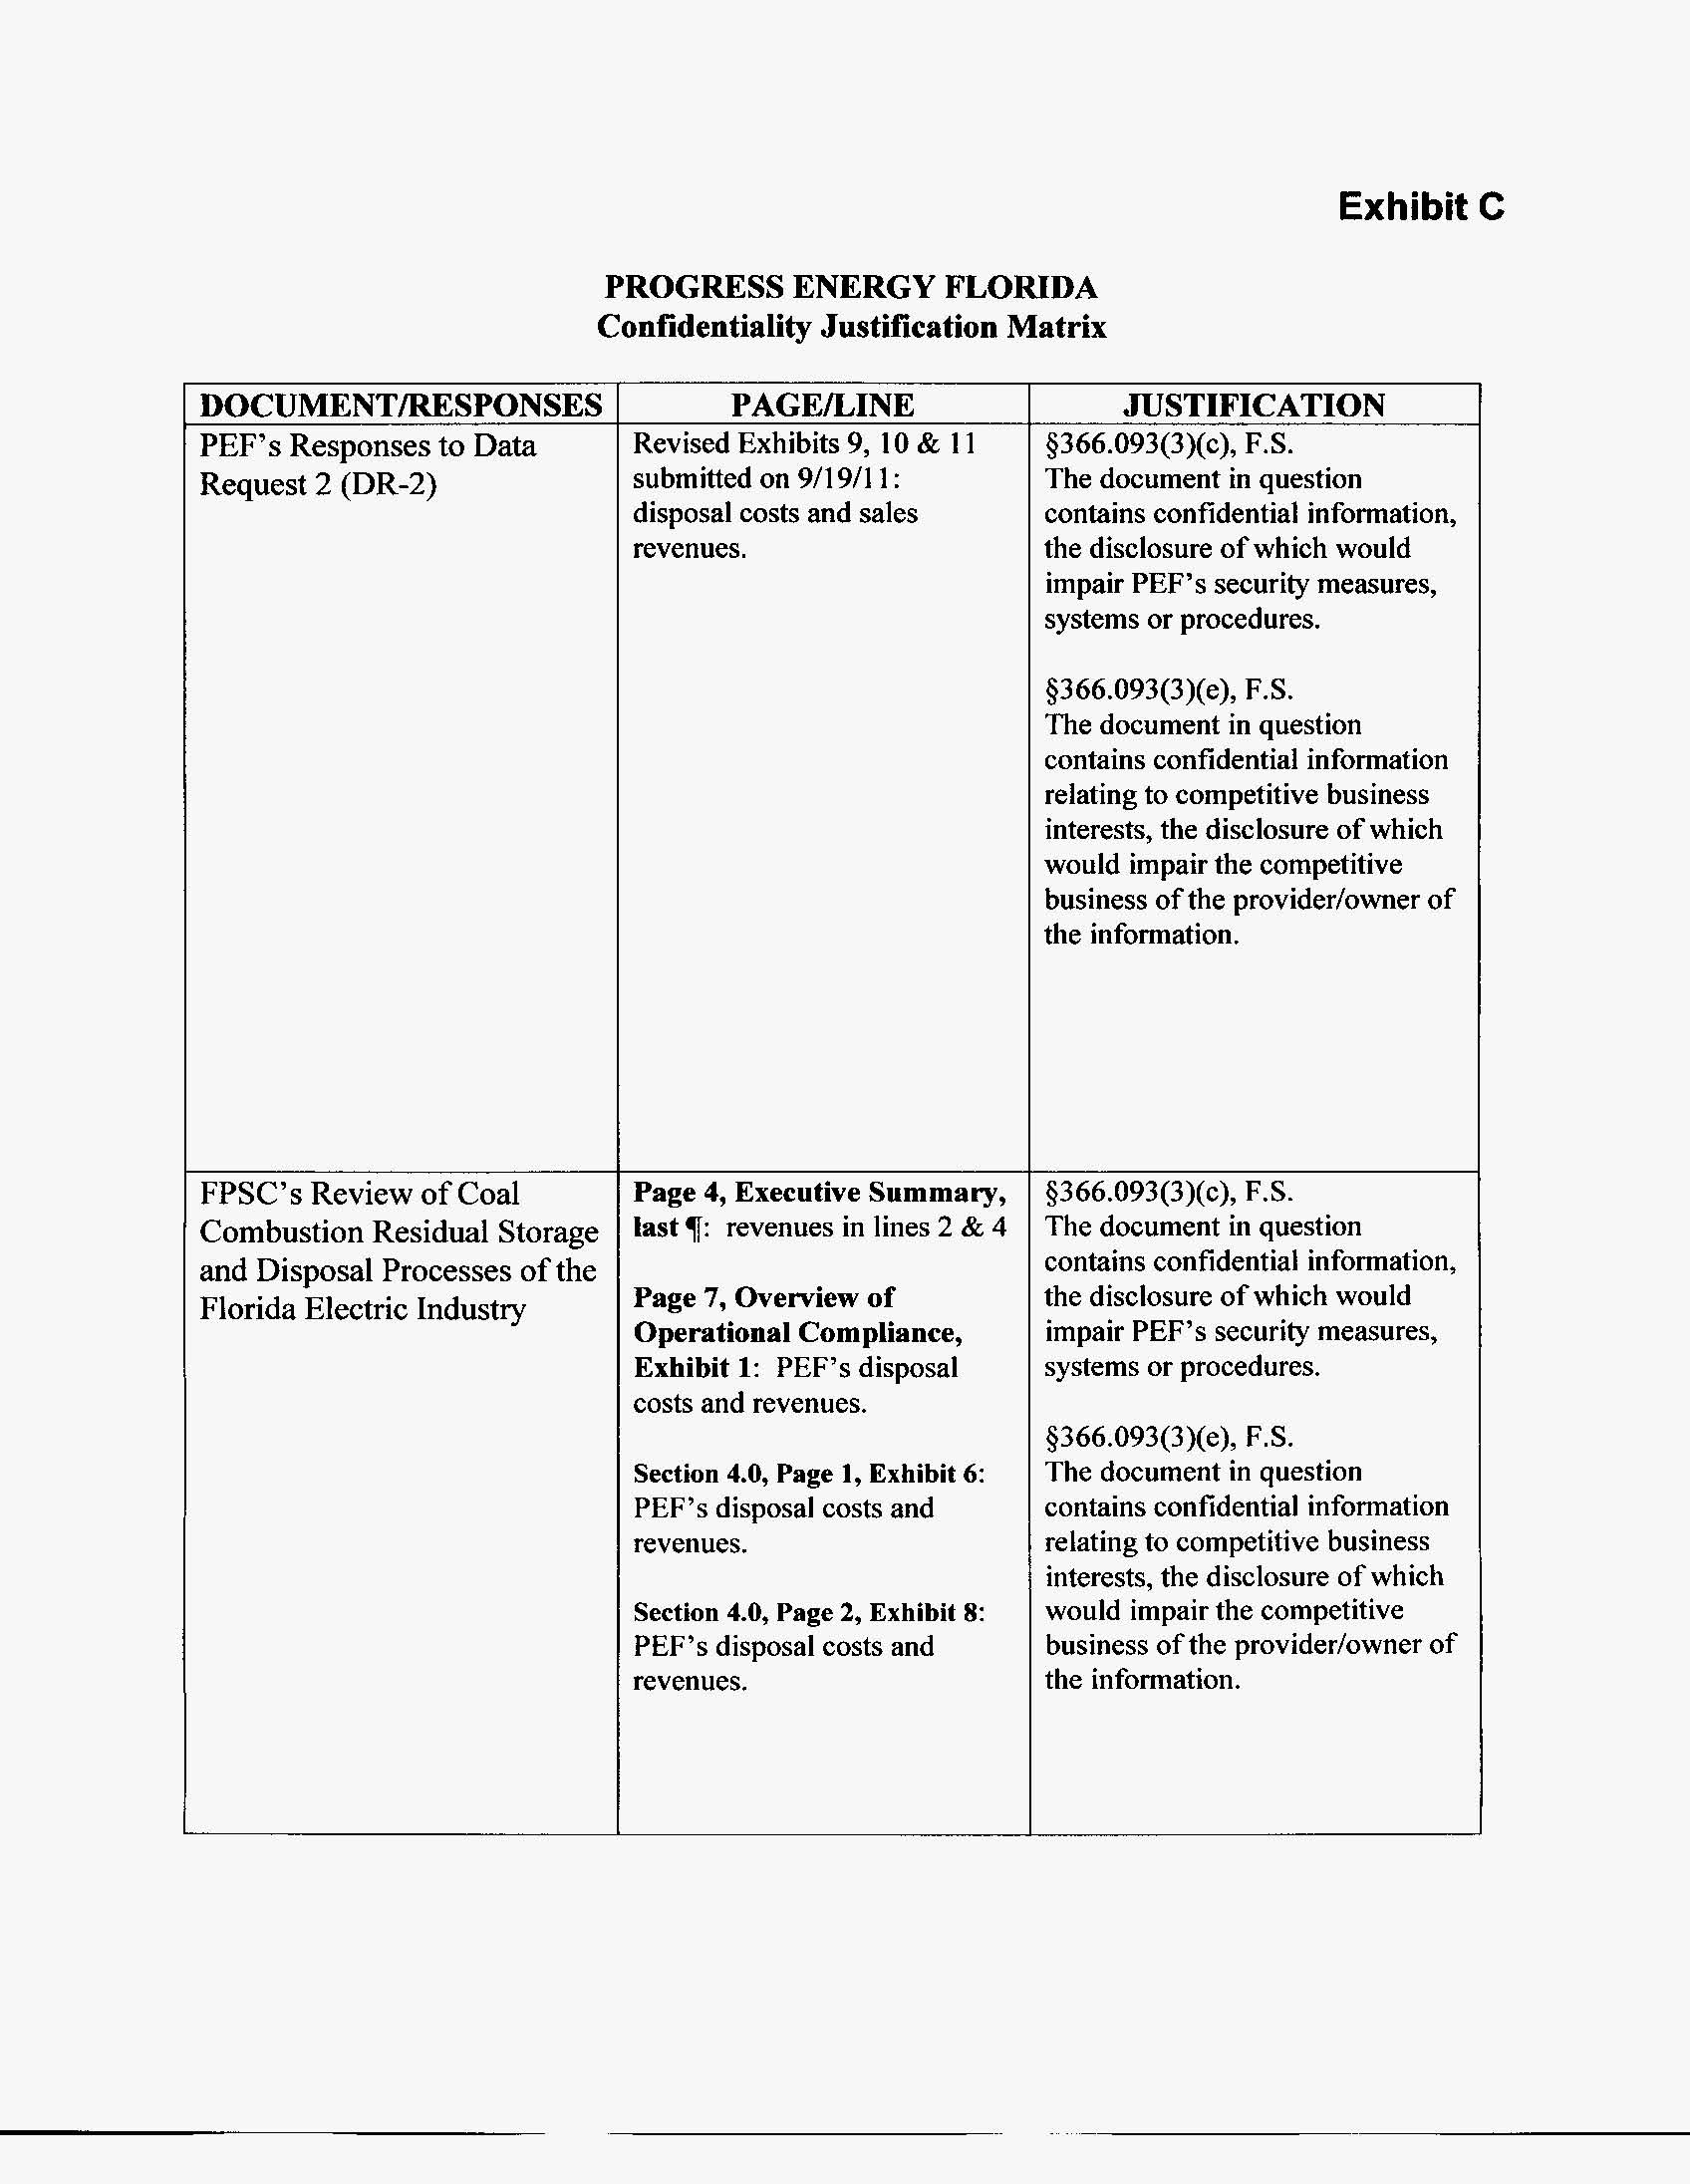 Exhibit C
PROGRESS ENERGY FLORIDA
Confidentiality Justification Matrix
DOCUMENT/RESPONSES
PAGE/LINE
JUSTIFICATION
PEF's Responses to Data
Request 2 (DR-2)
Revised Exhibits 9, 10 & 11
submitted on 9/19/11:
disposal costs and sales
revenues.
§366.093(3)(c), F.S.
The document in question
contains confidential information,
the disclosure of which would
impair PEF's security measures,
systems or procedures.
§366.093(3)(e), F.S.
The document in question
contains confidential information
relating to competitive business
interests, the disclosure of which
would impair the competitive
business of the provider/owner of
the information.
FPSC's Review of Coal
Combustion Residual Storage
and Disposal Processes of the
Florida Electric Industry
Page 4, Executive Summary,
last ¶: revenues in lines 2 & 4
Page 7, Overview of
Operational Compliance,
Exhibit 1: PEF's disposal
costs and revenues.
Section 4.0, Page 1, Exhibit 6:
PEF's disposal costs and
revenues.
Section 4.0, Page 2, Exhibit 8:
PEF's disposal costs and
revenues.
§366.093(3)(c), F.S.
The document in question
contains confidential information,
the disclosure of which would
impair PEF's security measures,
systems or procedures.
§366.093(3)(e), F.S.
The document in question
contains confidential information
relating to competitive business
interests, the disclosure of which
would impair the competitive
business of the provider/owner of
the information.